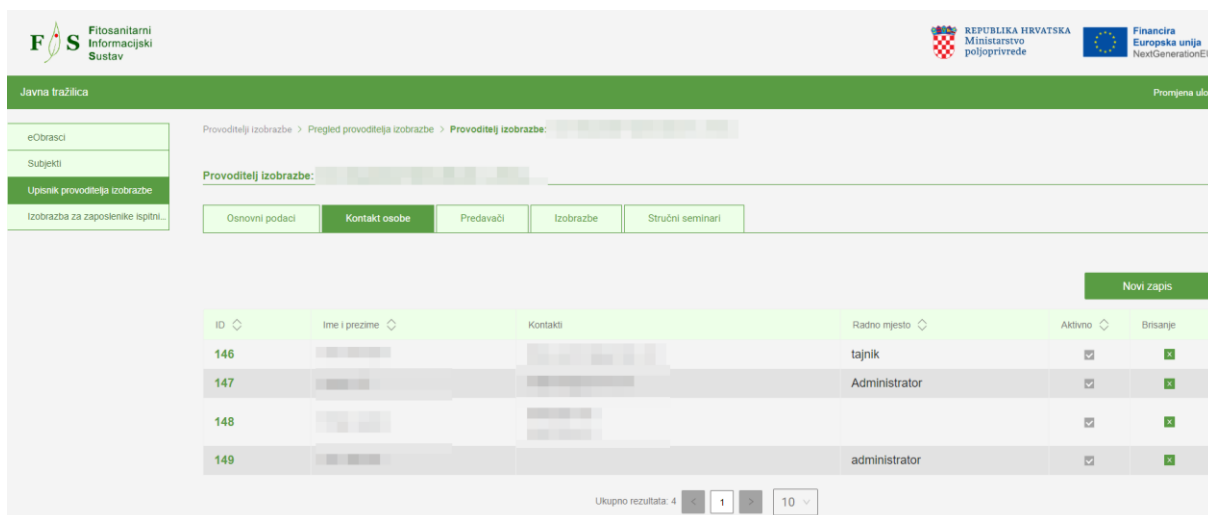 F S Fitosanitarni
Informacijski
Sustav
REPUBLIKA HRVATSKA
Ministarstvo
poljoprivrede
Financira
Europska unija
NextGenerationEU
Javna tražilica
Promjena ulo
eObrasci
Subjekti
Upisnik provoditelja izobrazbe
Izobrazba za zaposlenike ispitni...
Provoditelji izobrazbe > Pregled provoditelja izobrazbe > Provoditelj izobrazbe:
Provoditelj izobrazbe:
Osnovni podaci Kontakt osobe Predavači Izobrazbe Stručni seminari
Novi zapis
ID Ime i prezime Kontakti Radno mjesto Aktivno Brisanje
146 tajnik
147 Administrator
148
149 administrator
Ukupno rezultata: 4 < 1 > 10